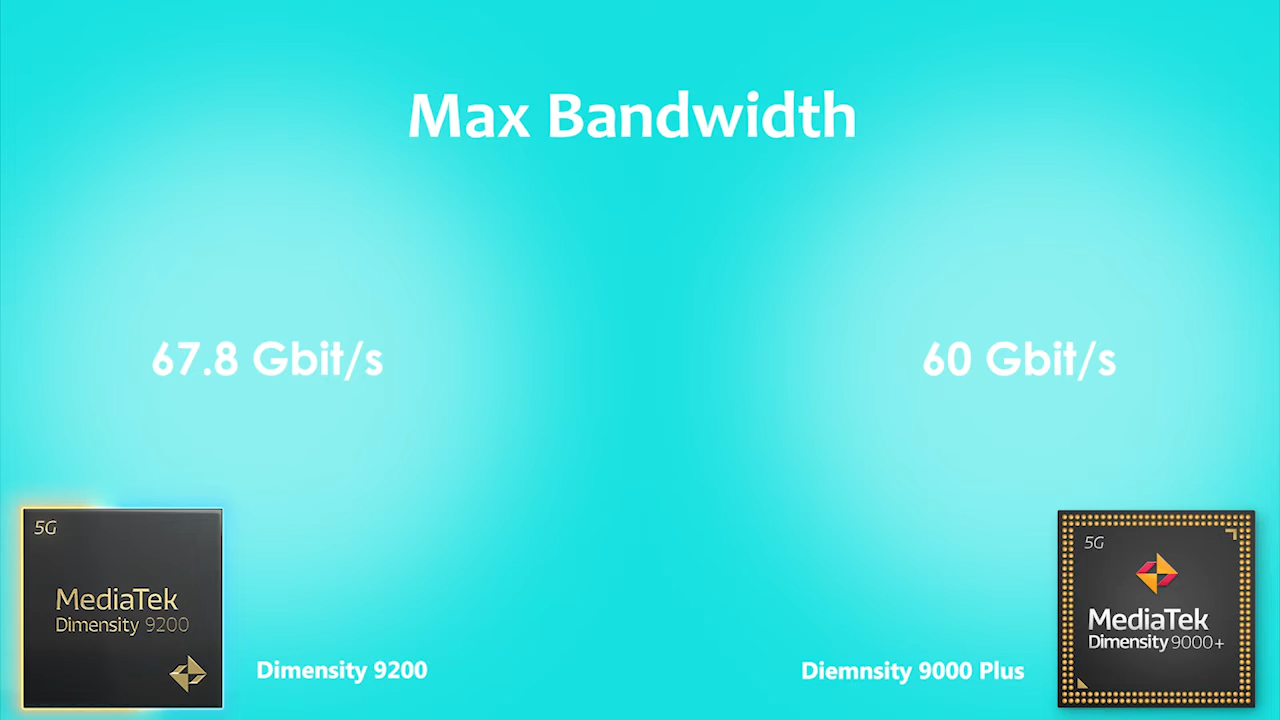 Max Bandwidth
67.8 Gbit/s
60 Gbit/s
5G
MediaTek
Dimensity 9200
Dimensity 9200
Diemnsity 9000 Plus
5G
MediaTek
Dimensity 9000+